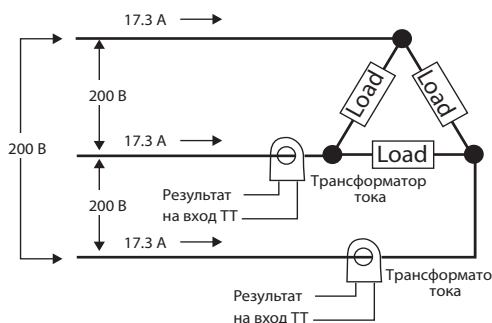 17.3 A
200 В
Load
Load
200 В
17.3 A
Load
Результат
на вход ТТ
Трансформатор
тока
200 В
17.3 A
Трансформато
тока
Результат
на вход ТТ